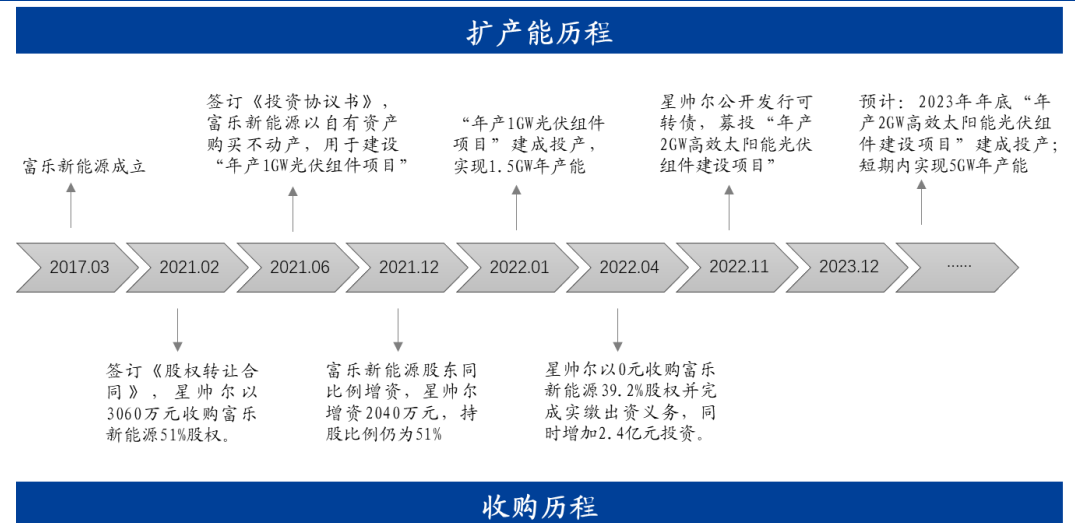 扩产能历程
富乐新能源成立
签订《投资协议书》，
富乐新能源以自有资产
购买不动产，用于建设
“年产1GW光伏组件项目”
“年产1GW光伏组件
项目”建成投产，
实现1.5GW年产能
星帅尔公开发行可
转债，募投“年产
2GW高效太阳能光伏
组件建设项目”
预计：2023年年底“年
产2GW高效太阳能光伏组
件建设项目”建成投产；
短期内实现5GW年产能
2017.03
2021.02
2021.06
2021.12
2022.01
2022.04
2022.11
2023.12
······
签订《股权转让合
同》，星帅尔以
3060万元收购富乐
新能源51%股权。
富乐新能源股东同
比例增资，星帅尔
增资2040万元，持
股比例仍为51%
星帅尔以0元收购富乐
新能源39.2%股权并完
成实缴出资义务，同
时增加2.4亿元投资。
收购历程